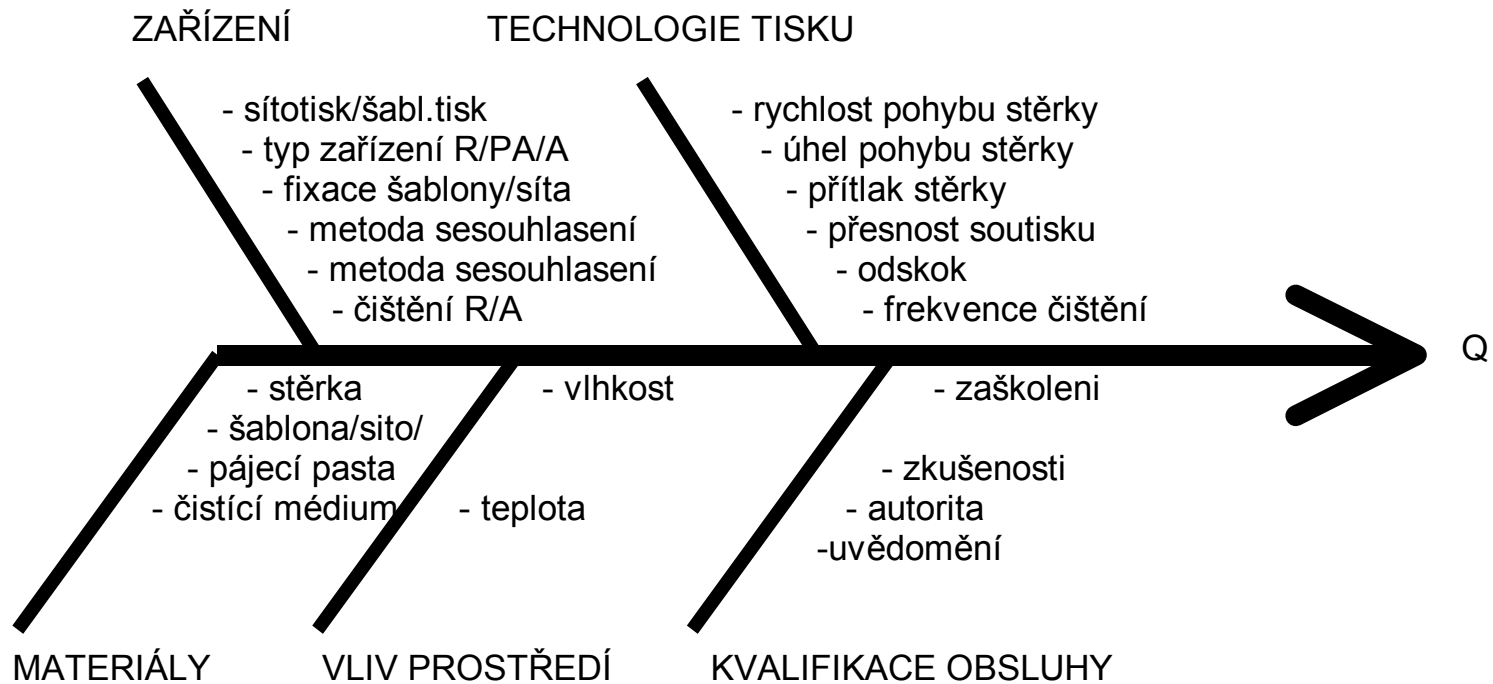 ZAŘÍZENÍ
- sítotisk/šabl.tisk
- typ zařízení R/PA/A
- fixace šablony/síta
- metoda sesouhlasení
- metoda sesouhlasení
- čištění R/A
TECHNOLOGIE TISKU
- rychlost pohybu stěrky
- úhel pohybu stěrky
- přítlak stěrky
- přesnost soutisku
- odskok
- frekvence čištění
Q
- stěrka
- šablona/sito/
- pájecí pasta
- čistící médium
MATERIÁLY
- vlhkost
- teplota
VLIV PROSTŘEDÍ
- zaškoleni
- zkušenosti
- autorita
-uvědomění
KVALIFIKACE OBSLUHY